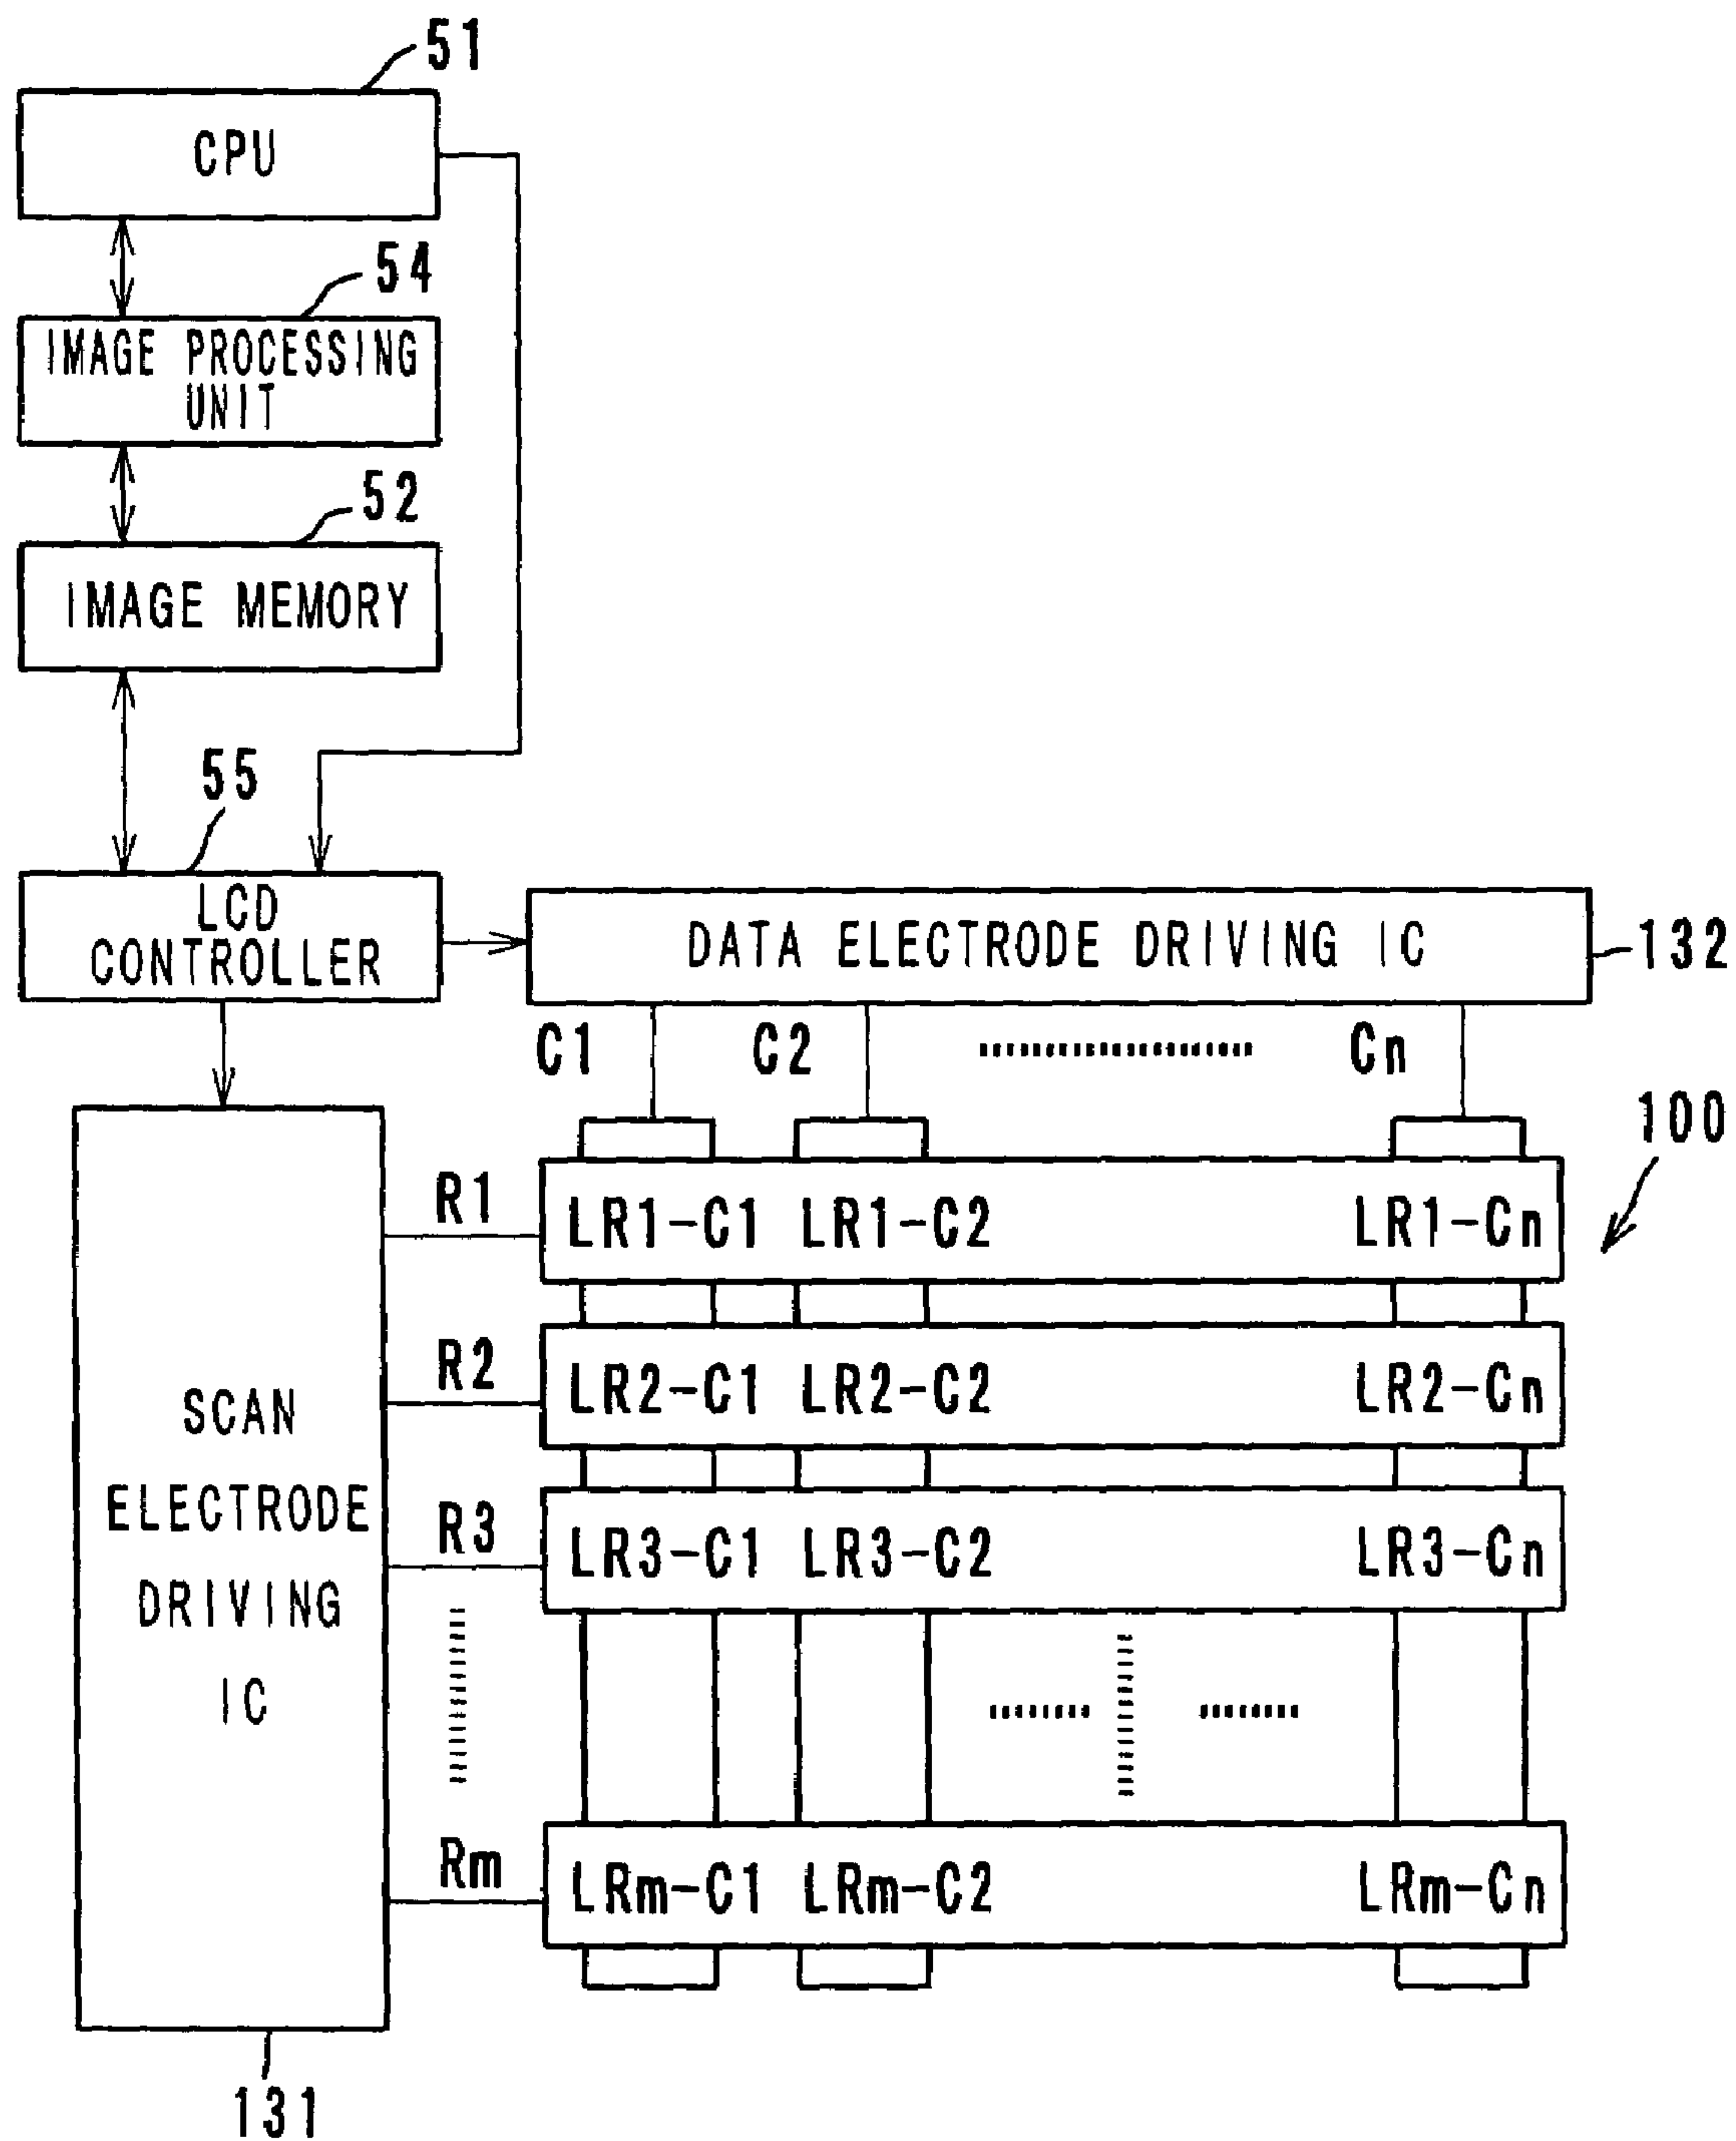 51
CPU
54
IMAGE PROCESSING
UNIT
52
IMAGE MEMORY
55
LCD
CONTROLLER
DATA ELECTRODE DRIVING IC
132
C1 C2 Cn
100
R1
LR1-C1 LR1-C2 LR1-Cn
R2
LR2-C1 LR2-C2 LR2-Cn
R3
LR3-C1 LR3-C2 LR3-Cn
SCAN
ELECTRODE
DRIVING
IC
Rm
LRm-C1 LRm-C2 LRm-Cn
131